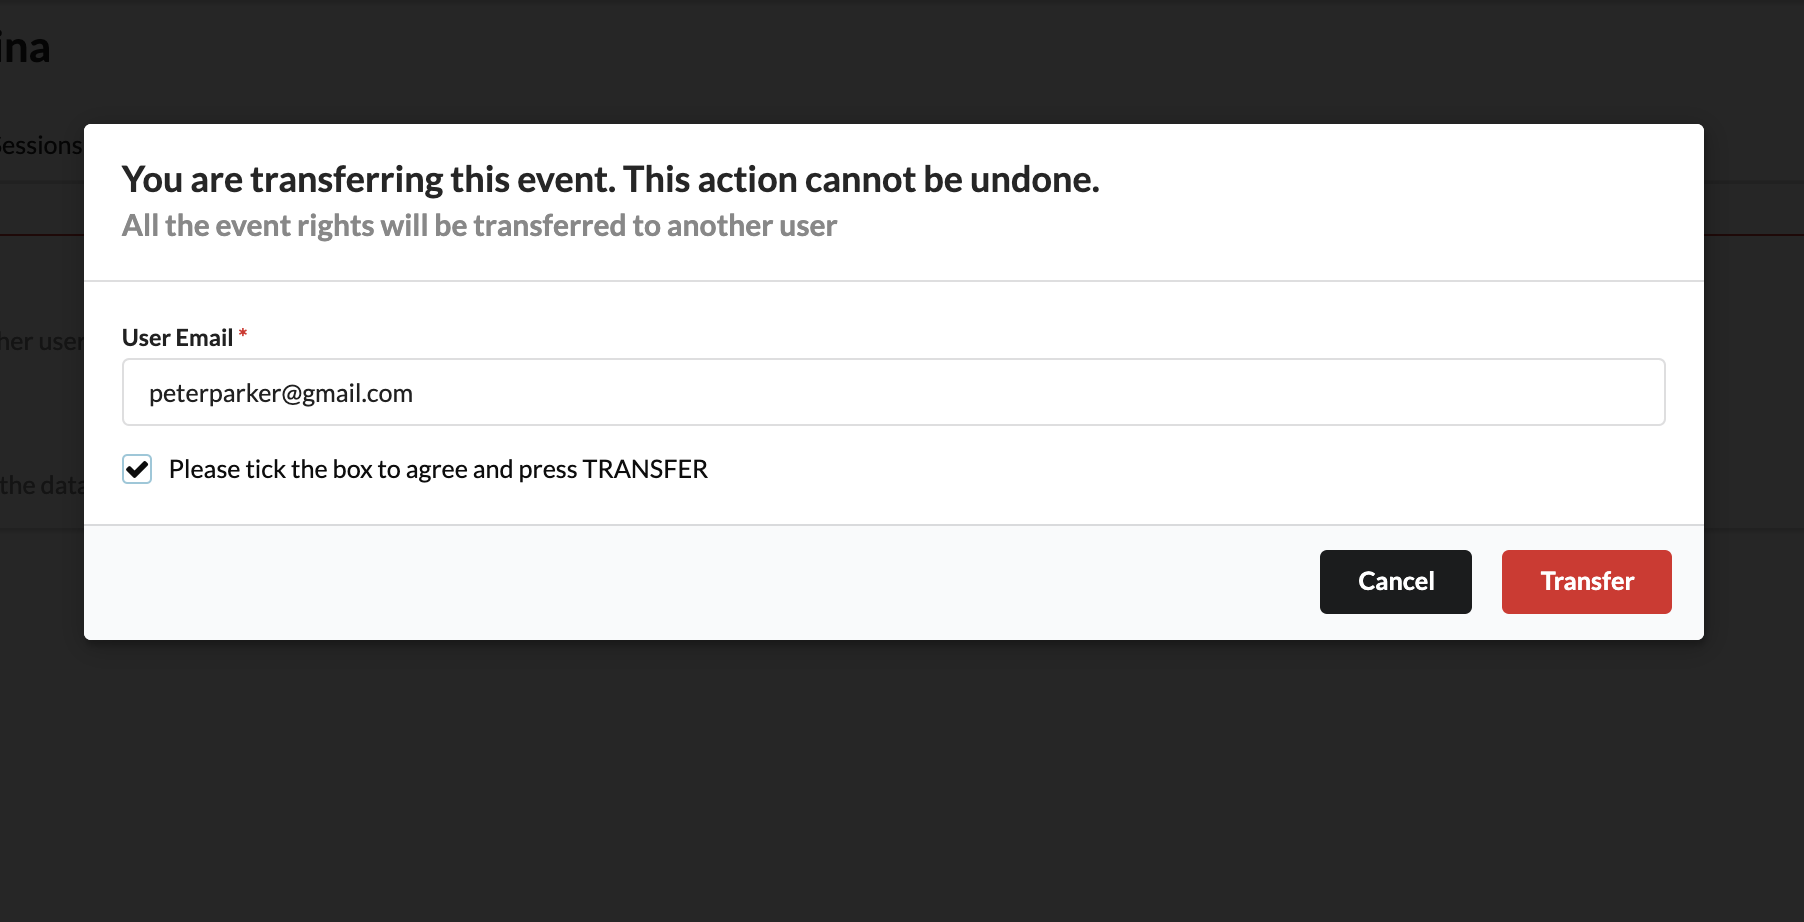 ina
Sessions
You are transferring this event. This action cannot be undone.
All the event rights will be transferred to another user
User Email *
peterparker@gmail.com
her user
Please tick the box to agree and press TRANSFER
the data
Cancel
Transfer